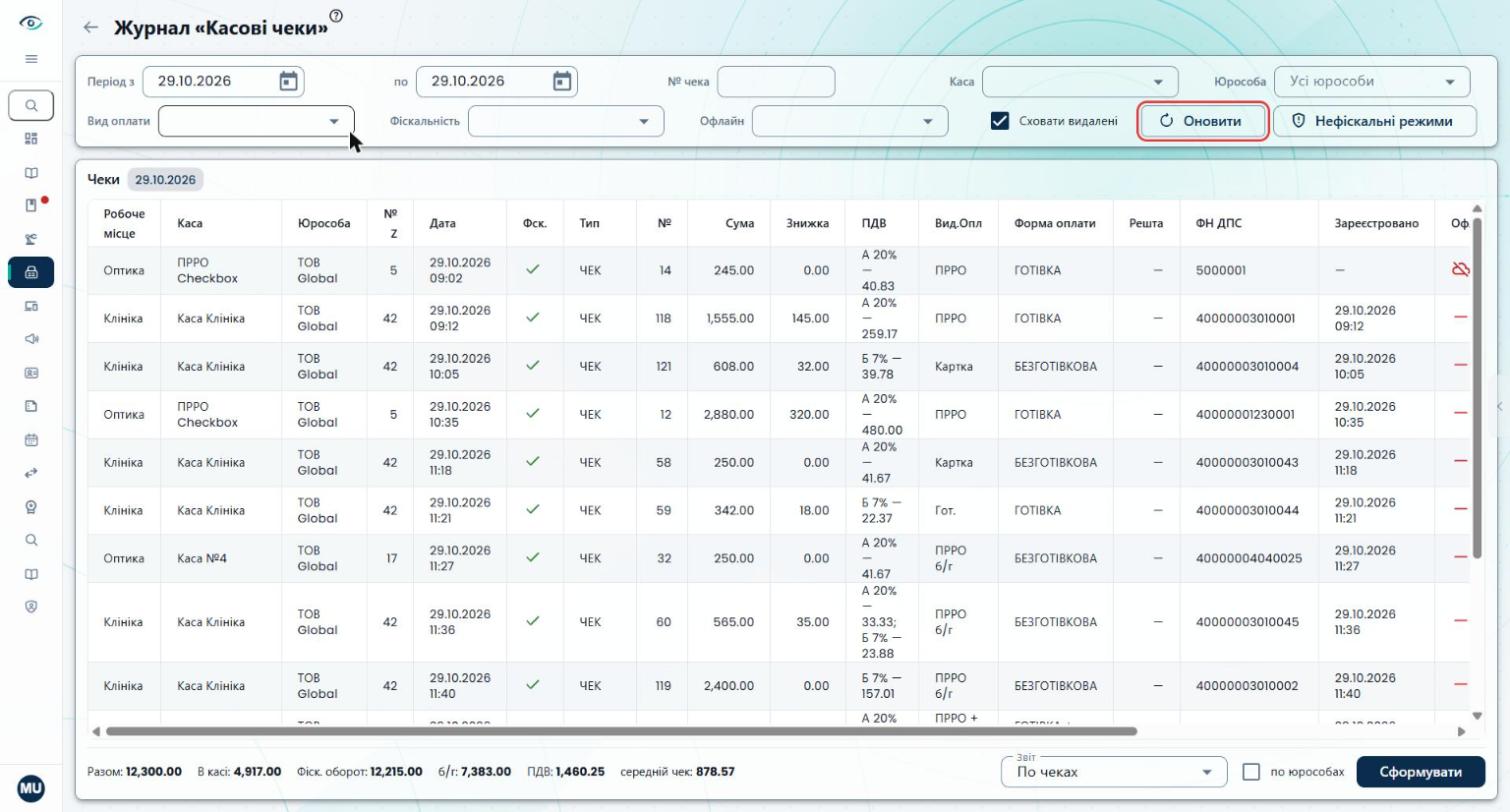 Журнал «Касові чеки» ?
Період з 29.10.2026 по 29.10.2026 № чека Каса Юрособа Усі юрособи
Вид оплати Фіскальність Офлайн Сховати видалені Оновити Нефіскальні режими
Чеки 29.10.2026
Робоче місце Каса Юрособа № Z Дата Фск. Тип № Сума Знижка ПДВ Вид.Опл Форма оплати Решта ФН ДПС Зареєстровано Оф
Оптика ПРРО Checkbox ТОВ Global 5 29.10.2026 09:02 ЧЕК 14 245.00 0.00 А 20% — 40.83 ПРРО ГОТІВКА — 5000001 —
Клініка Каса Клініка ТОВ Global 42 29.10.2026 09:12 ЧЕК 118 1,555.00 145.00 А 20% — 259.17 ПРРО ГОТІВКА — 40000003010001 29.10.2026 09:12 —
Клініка Каса Клініка ТОВ Global 42 29.10.2026 10:05 ЧЕК 121 608.00 32.00 Б 7% — 39.78 Картка БЕЗГОТІВКОВА — 40000003010004 29.10.2026 10:05 —
Оптика ПРРО Checkbox ТОВ Global 5 29.10.2026 10:35 ЧЕК 12 2,880.00 320.00 А 20% — 480.00 ПРРО ГОТІВКА — 40000001230001 29.10.2026 10:35 —
Клініка Каса Клініка ТОВ Global 42 29.10.2026 11:18 ЧЕК 58 250.00 0.00 А 20% — 41.67 Картка БЕЗГОТІВКОВА — 40000003010043 29.10.2026 11:18 —
Клініка Каса Клініка ТОВ Global 42 29.10.2026 11:21 ЧЕК 59 342.00 18.00 Б 7% — 22.37 Гот. ГОТІВКА — 40000003010044 29.10.2026 11:21 —
Оптика Каса №4 ТОВ Global 17 29.10.2026 11:27 ЧЕК 32 250.00 0.00 А 20% — 41.67 ПРРО б/г БЕЗГОТІВКОВА — 40000004040025 29.10.2026 11:27 —
Клініка Каса Клініка ТОВ Global 42 29.10.2026 11:36 ЧЕК 60 565.00 35.00 А 20% — 33.33; Б 7% — 23.88 ПРРО б/г БЕЗГОТІВКОВА — 40000003010045 29.10.2026 11:36 —
Клініка Каса Клініка ТОВ Global 42 29.10.2026 11:40 ЧЕК 119 2,400.00 0.00 Б 7% — 157.01 ПРРО б/г БЕЗГОТІВКОВА — 40000003010002 29.10.2026 11:40 —
А 20% ПРРО +
Разом: 12,300.00 В касі: 4,917.00 Фіск. оборот: 12,215.00 б/г: 7,383.00 ПДВ: 1,460.25 середній чек: 878.57 Звіт По чеках по юрособах Сформувати
MU